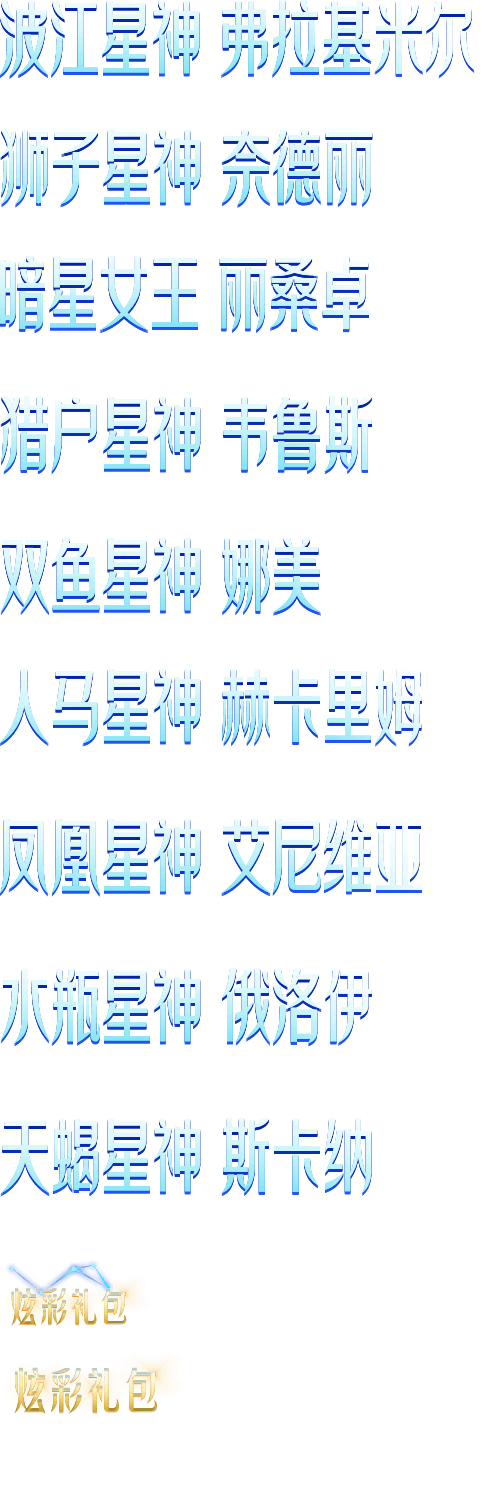 波江星神 弗拉基米尔
狮子星神 奈德丽
暗星女王 丽桑卓
猎户星神 韦鲁斯
双鱼星神 娜美
人马星神 赫卡里姆
凤凰星神 艾尼维亚
水瓶星神 俄洛伊
天蝎星神 斯卡纳
炫彩礼包
炫彩礼包